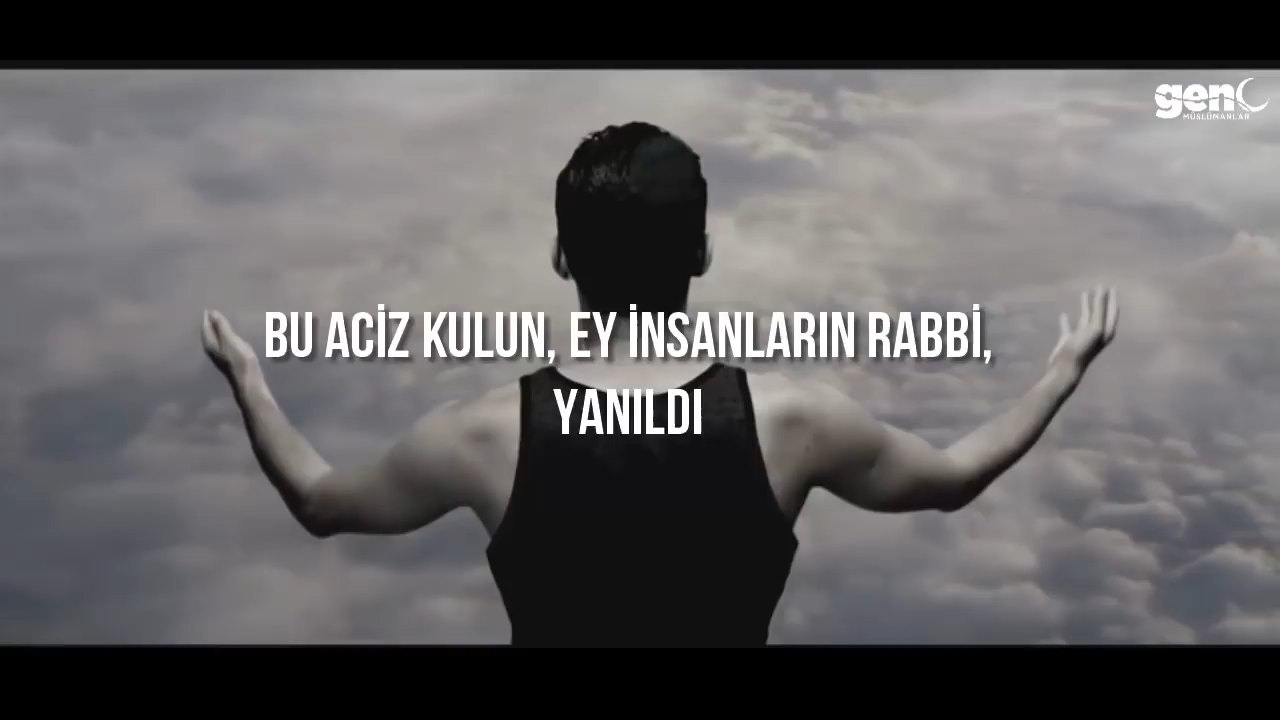 genç
MÜSLÜMANLAR
BU ACİZ KULUN, EY İNSANLARIN RABBİ,
YANILDI